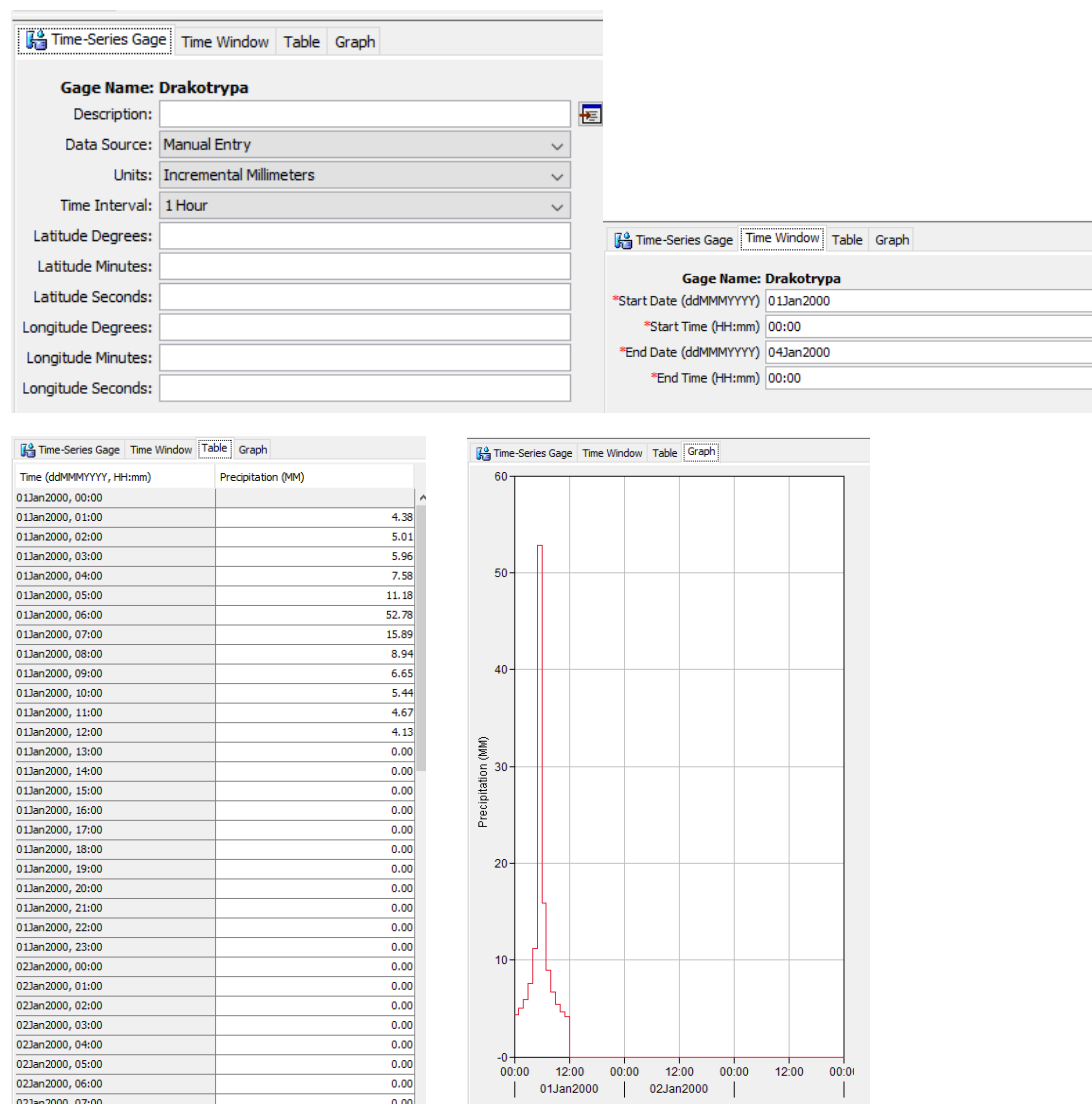 Time-Series Gage Time Window Table Graph
Gage Name: Drakotrypa
Description:
Data Source: Manual Entry
Units: Incremental Millimeters
Time Interval: 1 Hour
Latitude Degrees:
Latitude Minutes:
Latitude Seconds:
Longitude Degrees:
Longitude Minutes:
Longitude Seconds:
Time-Series Gage Time Window Table Graph
Gage Name: Drakotrypa
*Start Date (ddMMMYYYY) 01Jan2000
*Start Time (HH:mm) 00:00
*End Date (ddMMMYYYY) 04Jan2000
*End Time (HH:mm) 00:00
Time-Series Gage Time Window Table Graph
Time (ddMMMYYYY, HH:mm) Precipitation (MM)
01Jan2000, 00:00
01Jan2000, 01:00 4.38
01Jan2000, 02:00 5.01
01Jan2000, 03:00 5.96
01Jan2000, 04:00 7.58
01Jan2000, 05:00 11.18
01Jan2000, 06:00 52.78
01Jan2000, 07:00 15.89
01Jan2000, 08:00 8.94
01Jan2000, 09:00 6.65
01Jan2000, 10:00 5.44
01Jan2000, 11:00 4.67
01Jan2000, 12:00 4.13
01Jan2000, 13:00 0.00
01Jan2000, 14:00 0.00
01Jan2000, 15:00 0.00
01Jan2000, 16:00 0.00
01Jan2000, 17:00 0.00
01Jan2000, 18:00 0.00
01Jan2000, 19:00 0.00
01Jan2000, 20:00 0.00
01Jan2000, 21:00 0.00
01Jan2000, 22:00 0.00
01Jan2000, 23:00 0.00
02Jan2000, 00:00 0.00
02Jan2000, 01:00 0.00
02Jan2000, 02:00 0.00
02Jan2000, 03:00 0.00
02Jan2000, 04:00 0.00
02Jan2000, 05:00 0.00
02Jan2000, 06:00 0.00
02Jan2000, 07:00 0.00
Time-Series Gage Time Window Table Graph
60
50
40
30
20
10
-0
Precipitation (MM)
00:00 12:00 00:00 12:00 00:00 12:00 00:0
01Jan2000 02Jan2000